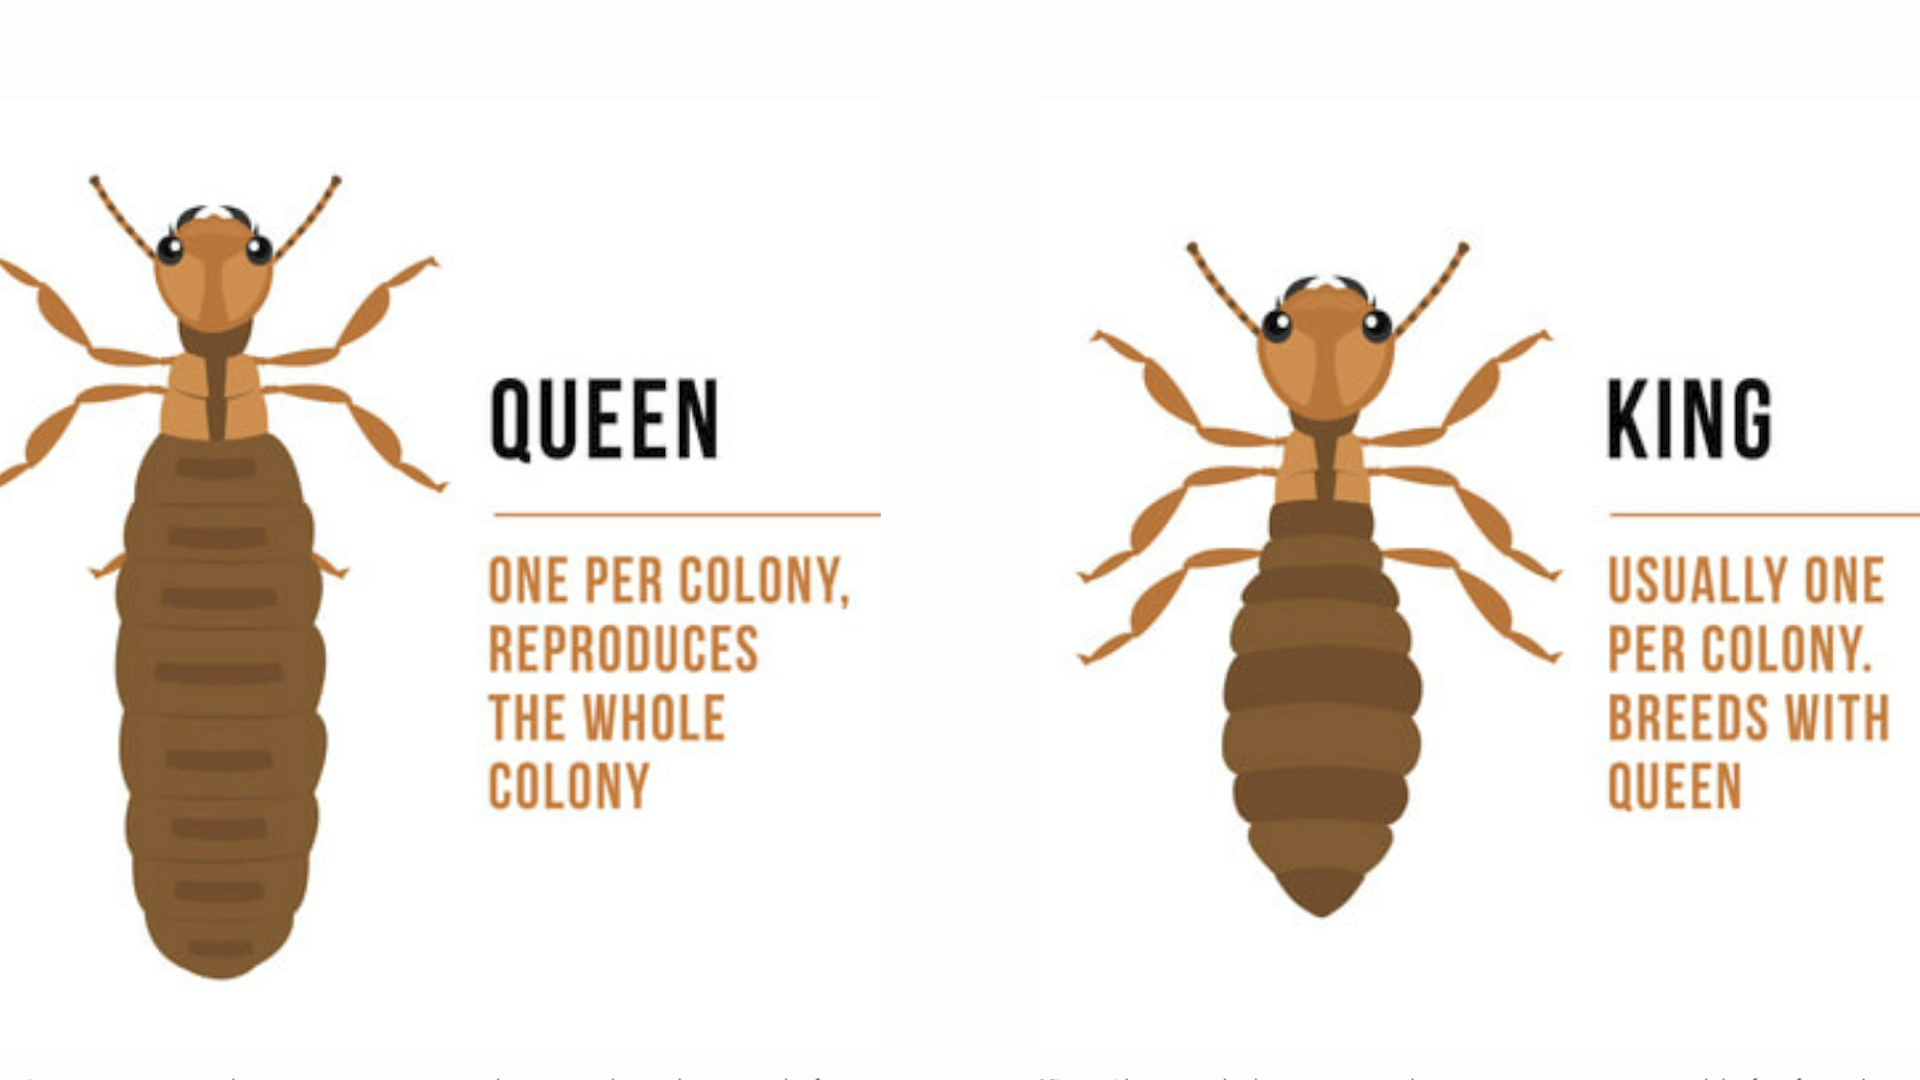 QUEEN
ONE PER COLONY,
REPRODUCES
THE WHOLE
COLONY
KING
USUALLY ONE
PER COLONY.
BREEDS WITH
QUEEN